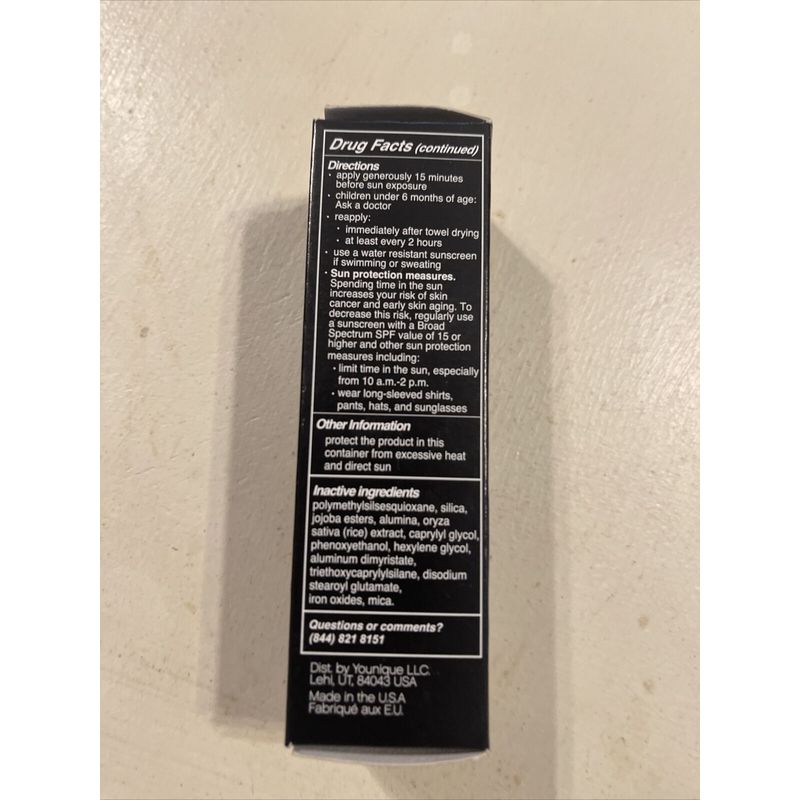 Drug Facts (continued)
Directions
· apply generously 15 minutes
before sun exposure
· children under 6 months of age:
Ask a doctor
· reapply:
· immediately after towel drying
· at least every 2 hours
· use a water resistant sunscreen
if swimming or sweating
· Sun protection measures.
Spending time in the sun
increases your risk of skin
cancer and early skin aging. To
decrease this risk, regularly use
a sunscreen with a Broad
Spectrum SPF value of 15 or
higher and other sun protection
measures including:
· limit time in the sun, especially
from 10 a.m.-2 p.m.
· wear long-sleeved shirts,
pants, hats, and sunglasses
Other Information
protect the product in this
container from excessive heat
and direct sun
Inactive ingredients
polymethylsilsesquioxane, silica,
jojoba esters, alumina, oryza
sativa (rice) extract, caprylyl glycol,
phenoxyethanol, hexylene glycol,
aluminum dimyristate,
triethoxycaprylylsilane, disodium
stearoyl glutamate,
iron oxides, mica.
Questions or comments?
(844) 821 8151
Dist. by Younique LLC.
Lehi, UT, 84043 USA
Made in the U.S.A
Fabriqué aux E.U.